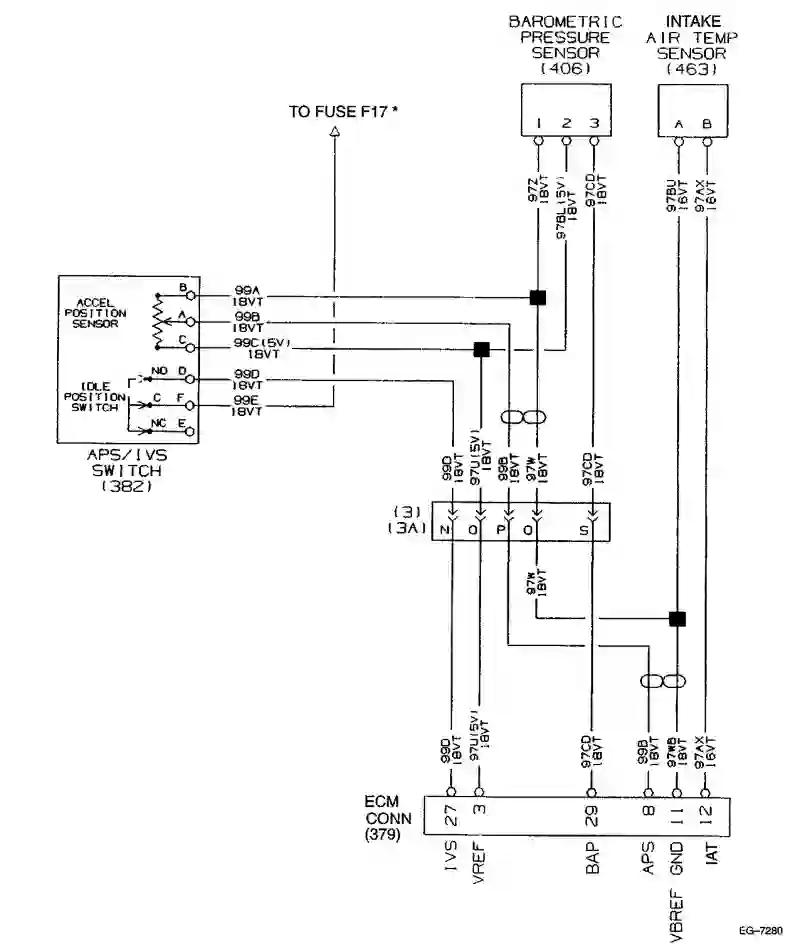 BAROMETRIC
PRESSURE
SENSOR
(406)
INTAKE
AIR TEMP
SENSOR
(463)
TO FUSE F17 *
1 2 3
A B
97Z
18VT
97BL(5V)
18VT
97CD
18VT
97BU
16VT
97AX
16VT
ACCEL
POSITION
SENSOR
B
99A
18VT
A
99B
18VT
C
99C(5V)
18VT
IDLE
POSITION
SWITCH
NO D
99D
18VT
C F
99E
18VT
NC E
APS/IVS
SWITCH
(382)
99D
18VT
97U(5V)
18VT
99B
18VT
97W
18VT
97CD
18VT
(3)
(3A)
N O P Q S
97W
18VT
99D
18VT
97U(5V)
18VT
97CD
18VT
99B
18VT
97WB
18VT
97AX
16VT
ECM
CONN
(379)
27 3 29 8 11 12
IVS
VREF
BAP
APS
VBREF GND
IAT
EG-7280